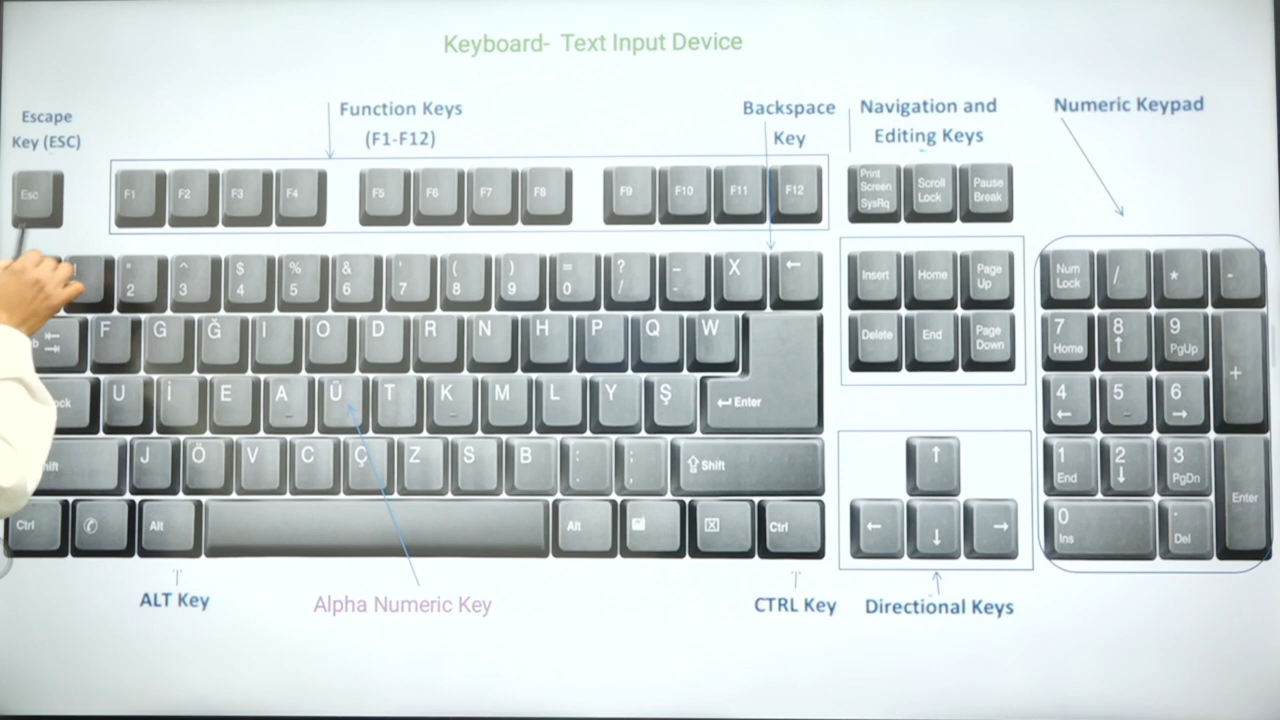 Keyboard- Text Input Device
Escape
Key (ESC)
Function Keys
(F1-F12)
Backspace
Key
Navigation and
Editing Keys
Numeric Keypad
Esc
F1 F2 F3 F4 F5 F6 F7 F8 F9 F10 F11 F12
Print
Screen
SysRq
Scroll
Lock
Pause
Break
! " 2 ^ 3 $ 4 % 5 & 6 ' 7 ( 8 ) 9 = 0 ? / _ - X ←
Insert Home Page
Up
Num
Lock
/ * -
F G Ğ I O D R N H P Q W
Delete End Page
Down
7 Home 8 ↑ 9 PgUp +
U İ E A Ü T K M L Y Ş ↵ Enter
4 ← 5 6 →
J Ö V C Ç Z S B : . ; , ⇧ Shift
↑
1 End 2 ↓ 3 PgDn Enter
Ctrl Alt Alt Ctrl
← ↓ →
0 Ins . Del
ALT Key
Alpha Numeric Key
CTRL Key
Directional Keys